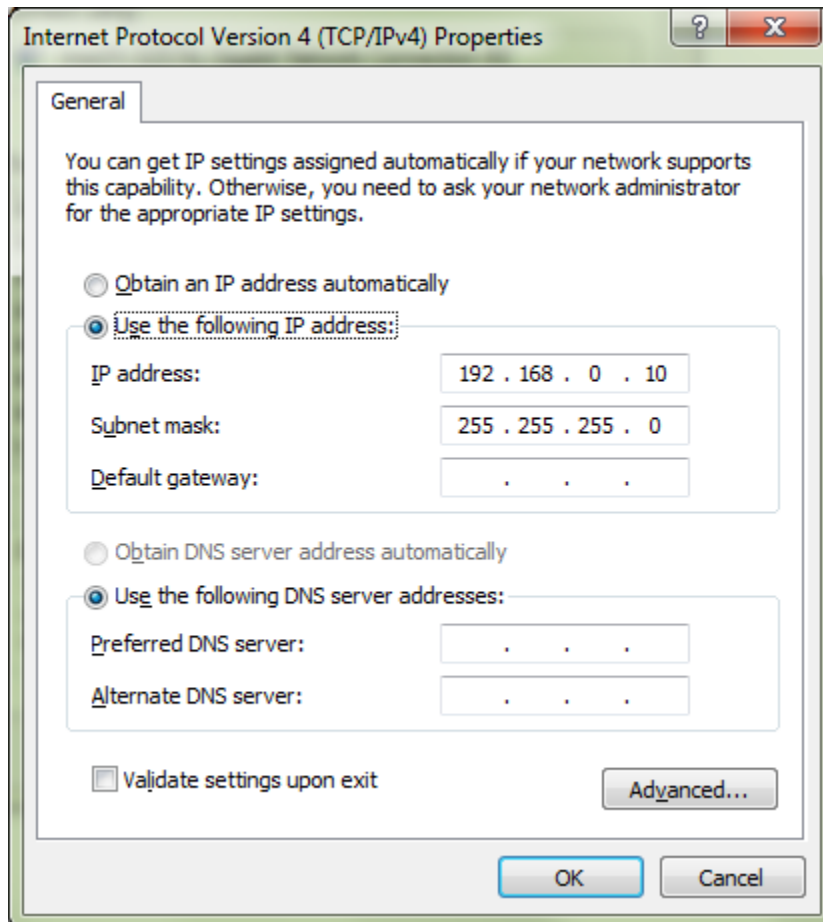 Internet Protocol Version 4 (TCP/IPv4) Properties
General
You can get IP settings assigned automatically if your network supports
this capability. Otherwise, you need to ask your network administrator
for the appropriate IP settings.
Obtain an IP address automatically
Use the following IP address:
IP address: 192 . 168 . 0 . 10
Subnet mask: 255 . 255 . 255 . 0
Default gateway: . . .
Obtain DNS server address automatically
Use the following DNS server addresses:
Preferred DNS server: . . .
Alternate DNS server: . . .
Validate settings upon exit
Advanced...
OK Cancel